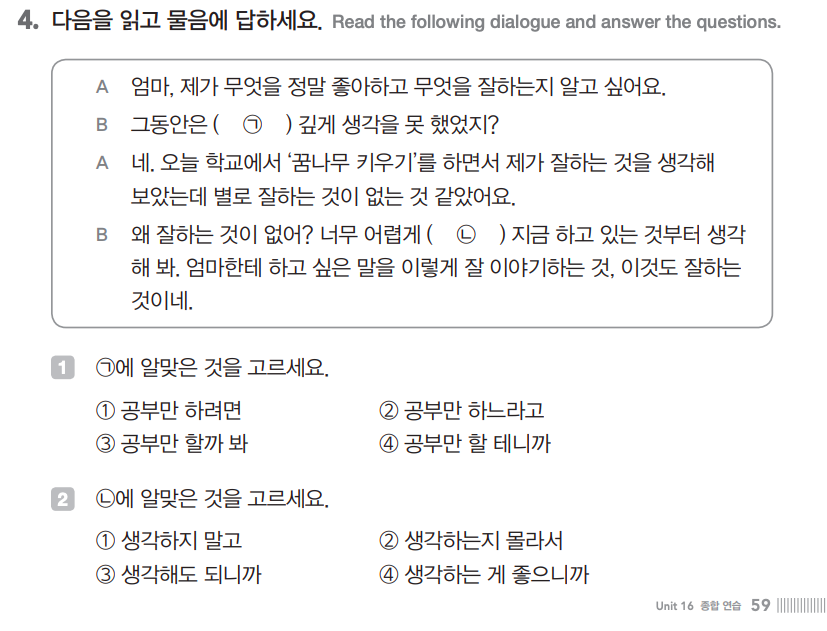 4. 다음을 읽고 물음에 답하세요. Read the following dialogue and answer the questions.
A 엄마, 제가 무엇을 정말 좋아하고 무엇을 잘하는지 알고 싶어요.
B 그동안은 ( ㉠ ) 깊게 생각을 못 했었지?
A 네. 오늘 학교에서 ‘꿈나무 키우기’를 하면서 제가 잘하는 것을 생각해
보았는데 별로 잘하는 것이 없는 것 같았어요.
B 왜 잘하는 것이 없어? 너무 어렵게 ( ㉡ ) 지금 하고 있는 것부터 생각
해 봐. 엄마한테 하고 싶은 말을 이렇게 잘 이야기하는 것, 이것도 잘하는
것이네.
1 ㉠에 알맞은 것을 고르세요.
① 공부만 하려면 ② 공부만 하느라고
③ 공부만 할까 봐 ④ 공부만 할 테니까
2 ㉡에 알맞은 것을 고르세요.
① 생각하지 말고 ② 생각하는지 몰라서
③ 생각해도 되니까 ④ 생각하는 게 좋으니까
Unit 16 종합 연습 59